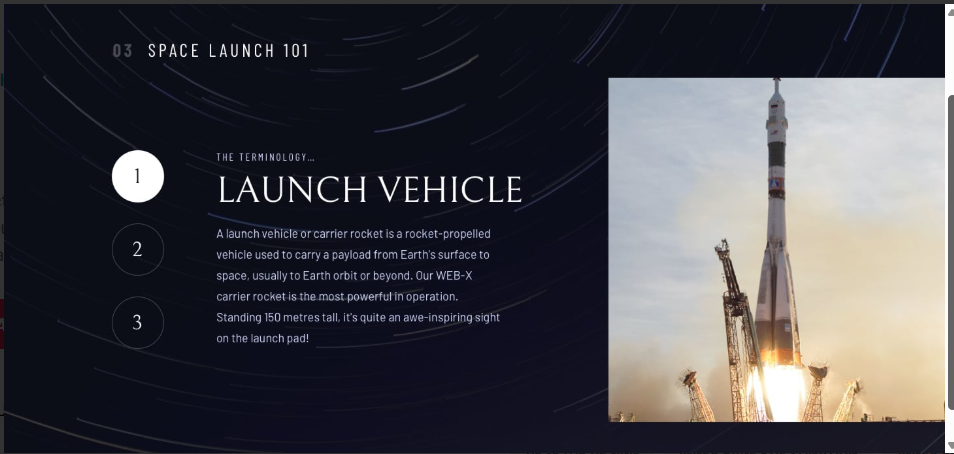 03 SPACE LAUNCH 101
THE TERMINOLOGY...
LAUNCH VEHICLE
1
A launch vehicle or carrier rocket is a rocket-propelled
vehicle used to carry a payload from Earth's surface to
space, usually to Earth orbit or beyond. Our WEB-X
carrier rocket is the most powerful in operation.
Standing 150 metres tall, it's quite an awe-inspiring sight
on the launch pad!
2
3